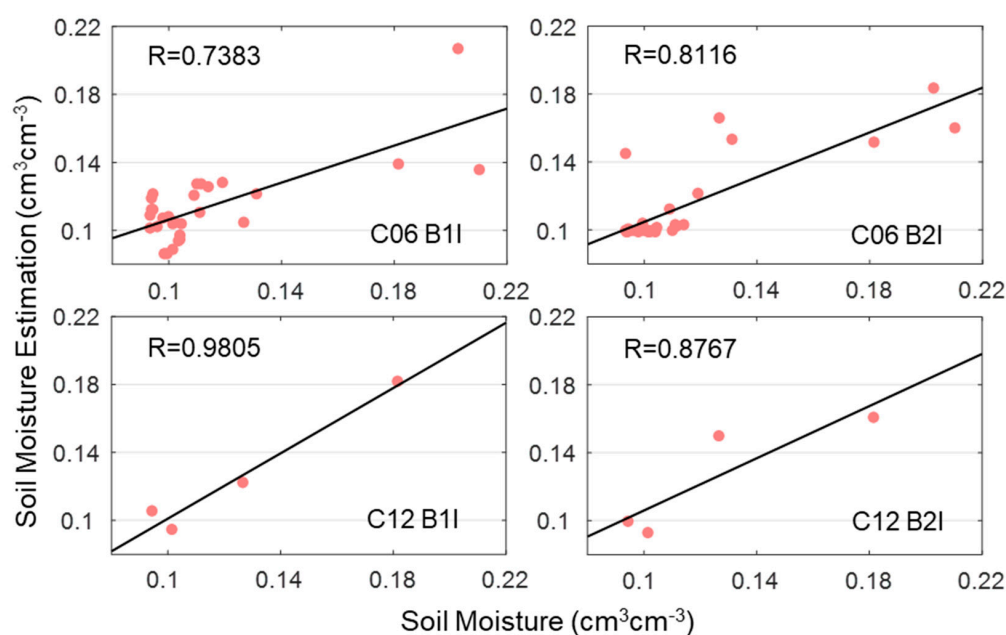 Soil Moisture Estimation (cm³cm⁻³)
0.22
0.18
0.14
0.1
R=0.7383
C06 B1I
0.1 0.14 0.18 0.22
0.22
0.18
0.14
0.1
R=0.8116
C06 B2I
0.1 0.14 0.18 0.22
0.22
0.18
0.14
0.1
R=0.9805
C12 B1I
0.1 0.14 0.18 0.22
0.22
0.18
0.14
0.1
R=0.8767
C12 B2I
0.1 0.14 0.18 0.22
Soil Moisture (cm³cm⁻³)